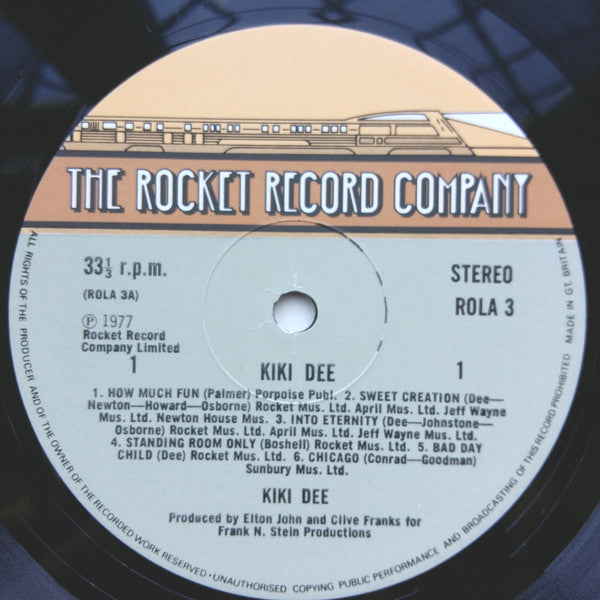 THE ROCKET RECORD COMPANY
33⅓ r.p.m.
STEREO
(ROLA 3A)
ROLA 3
Ⓟ 1977
Rocket Record
Company Limited
1
KIKI DEE
1
1. HOW MUCH FUN (Palmer) Porpoise Publ. 2. SWEET CREATION (Dee—
Newton—Howard—Osborne) Rocket Mus. Ltd. April Mus. Ltd. Jeff Wayne
Mus. Ltd. Newton House Mus. 3. INTO ETERNITY (Dee—Johnstone—
Osborne) Rocket Mus. Ltd. April Mus. Ltd. Jeff Wayne Mus. Ltd.
4. STANDING ROOM ONLY (Boshell) Rocket Mus. Ltd. 5. BAD DAY
CHILD (Dee) Rocket Mus. Ltd. 6. CHICAGO (Conrad—Goodman)
Sunbury Mus. Ltd.
KIKI DEE
Produced by Elton John and Clive Franks for
Frank N. Stein Productions
ALL RIGHTS OF THE PRODUCER AND OF THE OWNER OF THE RECORDED WORK RESERVED · UNAUTHORISED COPYING PUBLIC PERFORMANCE AND BROADCASTING OF THIS RECORD PROHIBITED MADE IN GT. BRITAIN